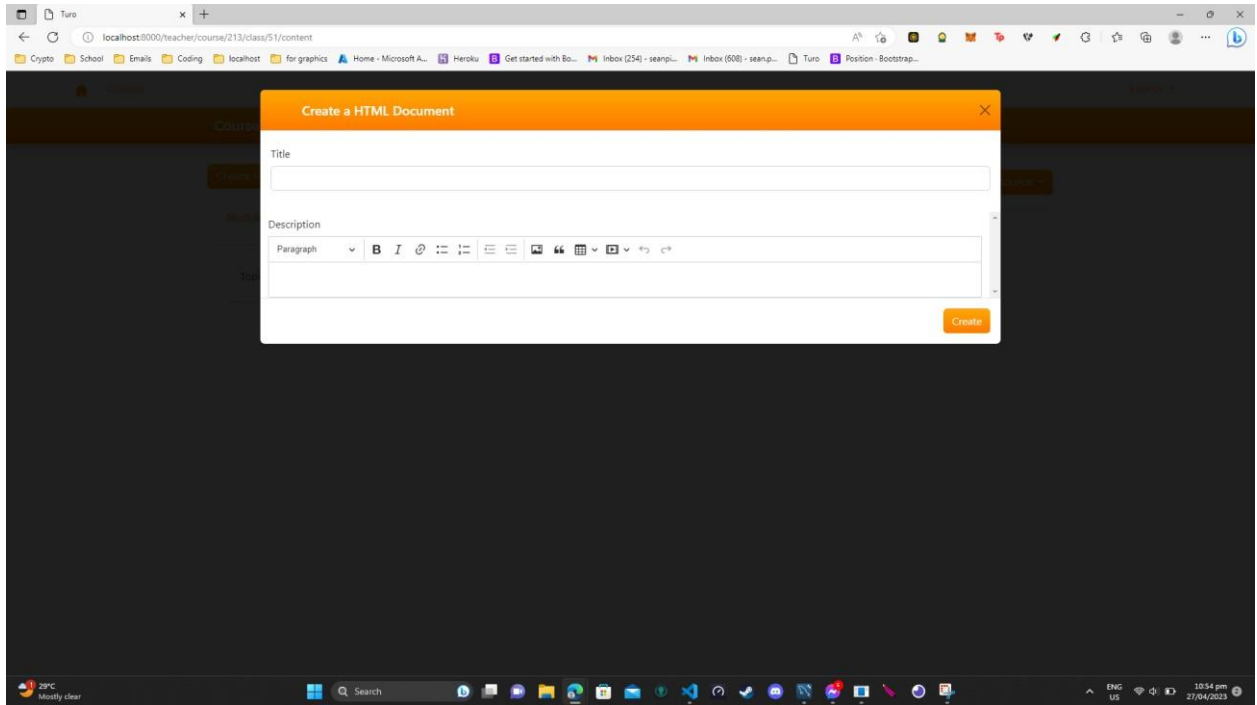 Turo
localhost:8000/teacher/course/213/class/51/content
Crypto School Emails Coding localhost for graphics Home - Microsoft A... Heroku Get started with Bo... Inbox (254) - seanpi... Inbox (608) - sean.p... Turo Position · Bootstrap...
Create a HTML Document
Title
Description
Paragraph
Create
29°C
Mostly clear
Search
ENG
US
10:54 pm
27/04/2023